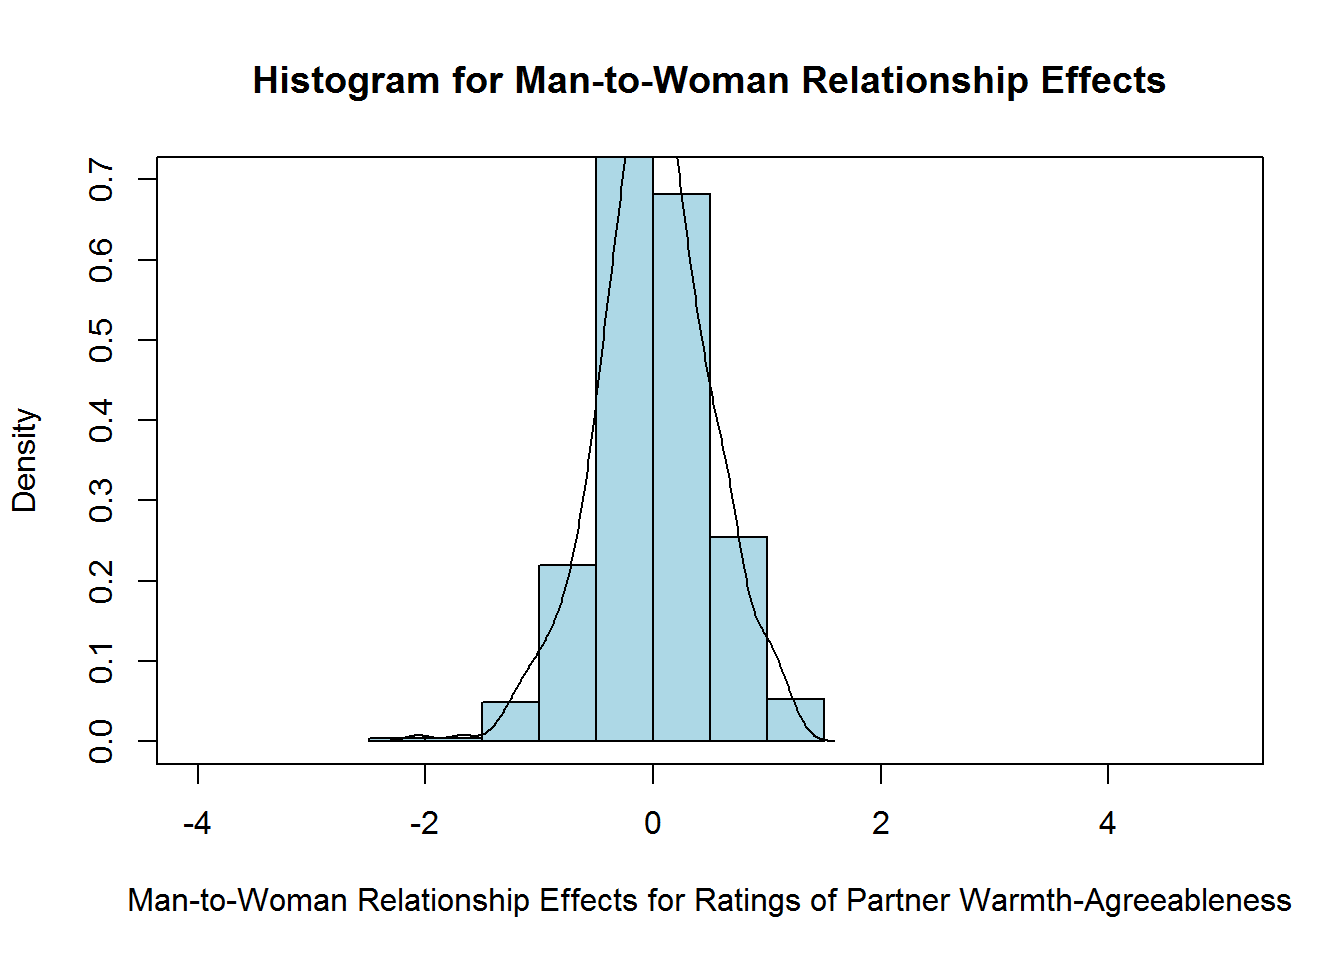 Histogram for Man-to-Woman Relationship Effects
Density
0.7
0.6
0.5
0.4
0.3
0.2
0.1
0.0
-4 -2 0 2 4
Man-to-Woman Relationship Effects for Ratings of Partner Warmth-Agreeableness